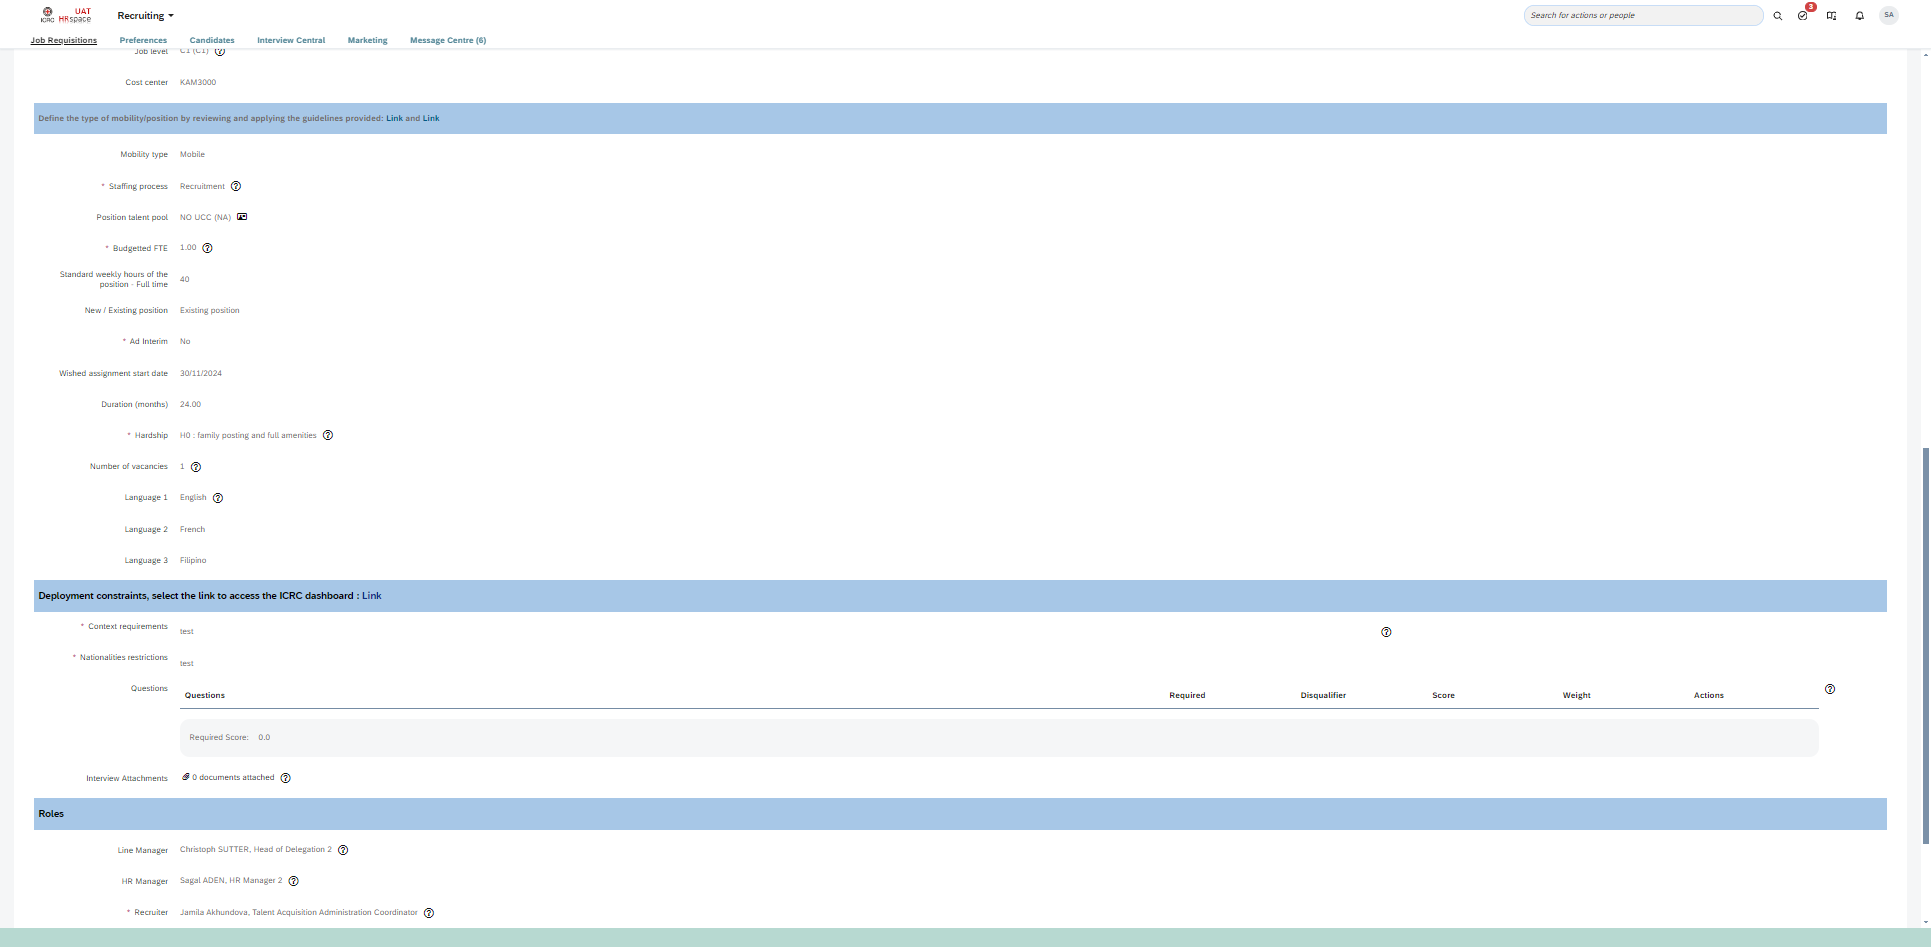 ICRC
UAT
HRspace
Recruiting
Search for actions or people
3
SA
Job Requisitions
Preferences
Candidates
Interview Central
Marketing
Message Centre (6)
Job level C1 (C1)
Cost center KAM3000
Define the type of mobility/position by reviewing and applying the guidelines provided: Link and Link
Mobility type Mobile
* Staffing process Recruitment
Position talent pool NO UCC (NA)
* Budgetted FTE 1.00
Standard weekly hours of the
position - Full time 40
New / Existing position Existing position
* Ad Interim No
Wished assignment start date 30/11/2024
Duration (months) 24.00
* Hardship H0 : family posting and full amenities
Number of vacancies 1
Language 1 English
Language 2 French
Language 3 Filipino
Deployment constraints, select the link to access the ICRC dashboard : Link
* Context requirements test
* Nationalities restrictions test
Questions
Questions Required Disqualifier Score Weight Actions
Required Score: 0.0
Interview Attachments 0 documents attached
Roles
Line Manager Christoph SUTTER, Head of Delegation 2
HR Manager Sagal ADEN, HR Manager 2
* Recruiter Jamila Akhundova, Talent Acquisition Administration Coordinator